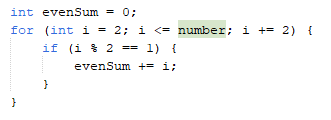 int evenSum = 0;
for (int i = 2; i <= number; i += 2) {
    if (i % 2 == 1) {
        evenSum += i;
    }
}